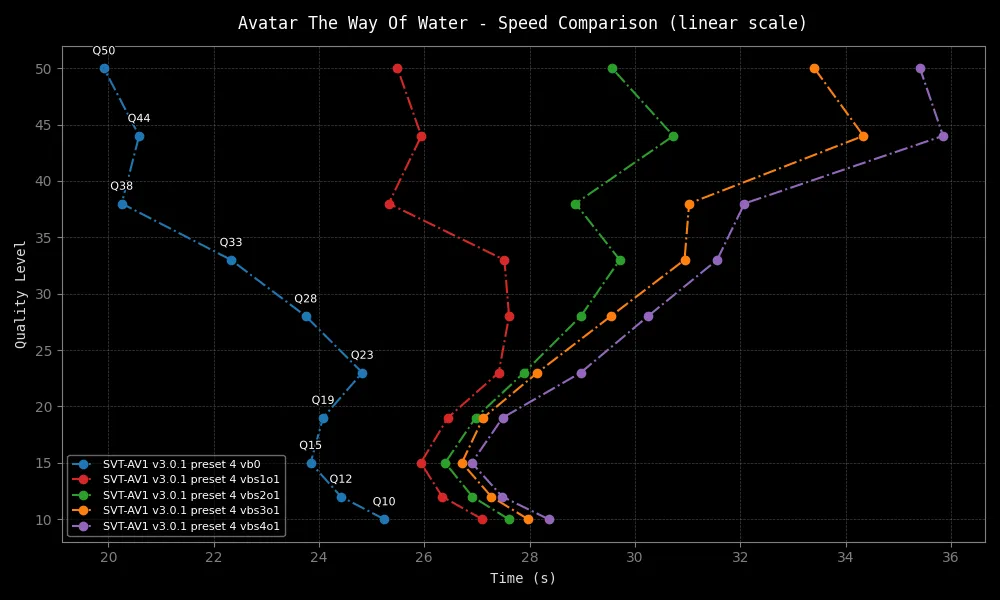 Avatar The Way Of Water - Speed Comparison (linear scale)
Q50
50
Q44
45
40
Q38
35
Q33
30
Q28
25
Q23
20
Q19
15
Q15
Q12
10
Q10
Quality Level
SVT-AV1 v3.0.1 preset 4 vb0
SVT-AV1 v3.0.1 preset 4 vbs1o1
SVT-AV1 v3.0.1 preset 4 vbs2o1
SVT-AV1 v3.0.1 preset 4 vbs3o1
SVT-AV1 v3.0.1 preset 4 vbs4o1
20 22 24 26 28 30 32 34 36
Time (s)